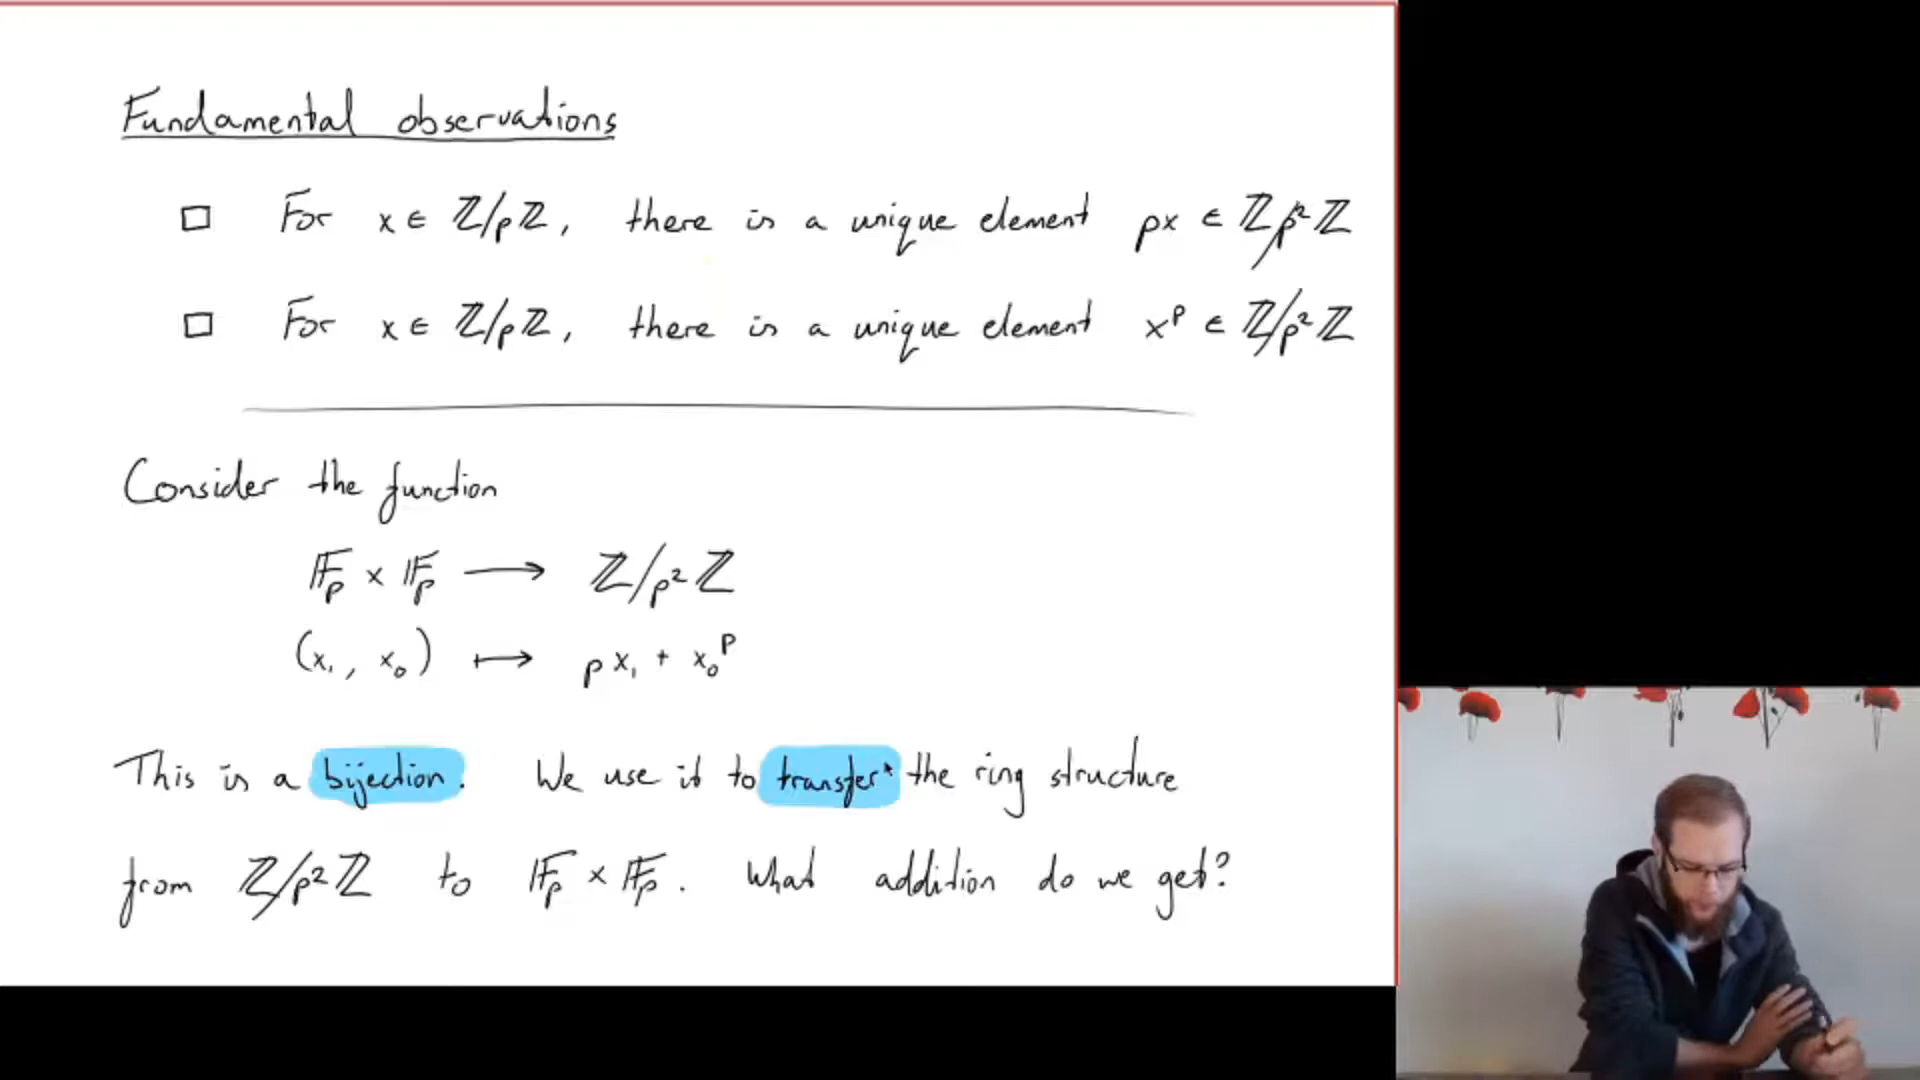 Fundamental observations
□ For x ∈ ℤ/pℤ, there is a unique element px ∈ ℤ/p²ℤ
□ For x ∈ ℤ/pℤ, there is a unique element xᵖ ∈ ℤ/p²ℤ
Consider the function
𝔽ₚ × 𝔽ₚ ⟶ ℤ/p²ℤ
(x₁, x₀) ⟼ px₁ + x₀ᵖ
This is a bijection. We use it to transfer the ring structure
from ℤ/p²ℤ to 𝔽ₚ × 𝔽ₚ. What addition do we get?